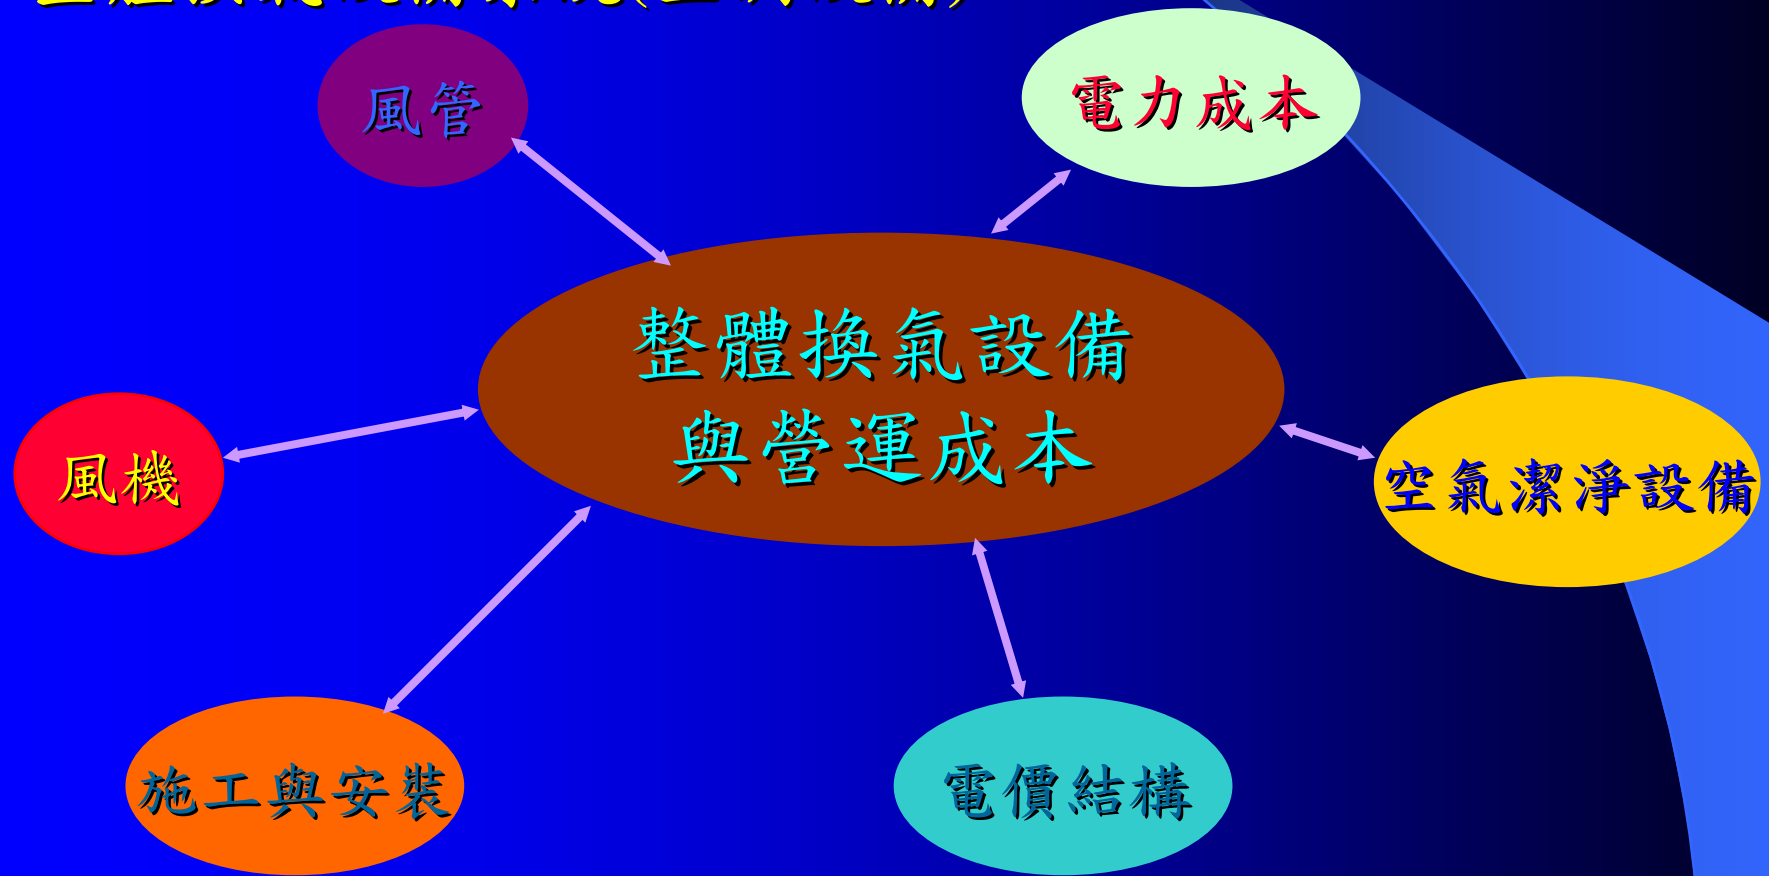 風管
電力成本
整體換氣設備
與營運成本
風機
空氣潔淨設備
施工與安裝
電價結構